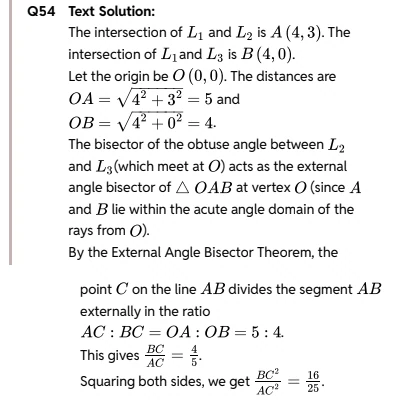 Q54 Text Solution:
The intersection of L₁ and L₂ is A (4, 3). The
intersection of L₁and L₃ is B (4, 0).
Let the origin be O (0, 0). The distances are
OA = √(4² + 3²) = 5 and
OB = √(4² + 0²) = 4.
The bisector of the obtuse angle between L₂
and L₃(which meet at O) acts as the external
angle bisector of △ OAB at vertex O (since A
and B lie within the acute angle domain of the
rays from O).
By the External Angle Bisector Theorem, the
point C on the line AB divides the segment AB
externally in the ratio
AC : BC = OA : OB = 5 : 4.
This gives BC/AC = 4/5.
Squaring both sides, we get BC²/AC² = 16/25.